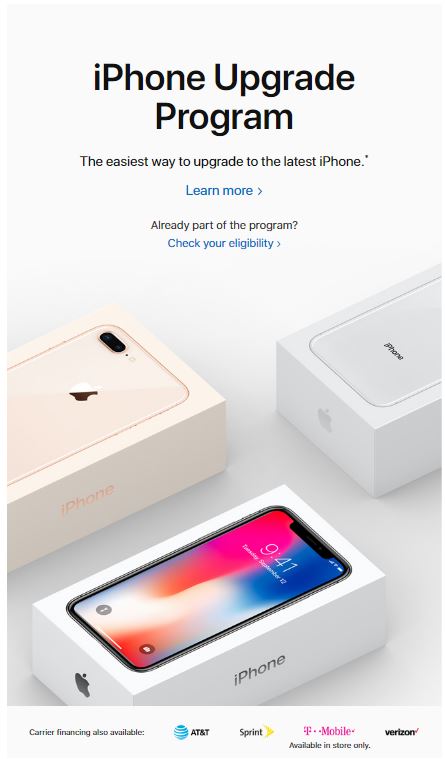 iPhone Upgrade
Program
The easiest way to upgrade to the latest iPhone.*
Learn more >
Already part of the program?
Check your eligibility >
iPhone
iPhone
9:41
Tuesday, September 12
iPhone
Carrier financing also available:
AT&T
Sprint
T··Mobile·
verizon✓
Available in store only.